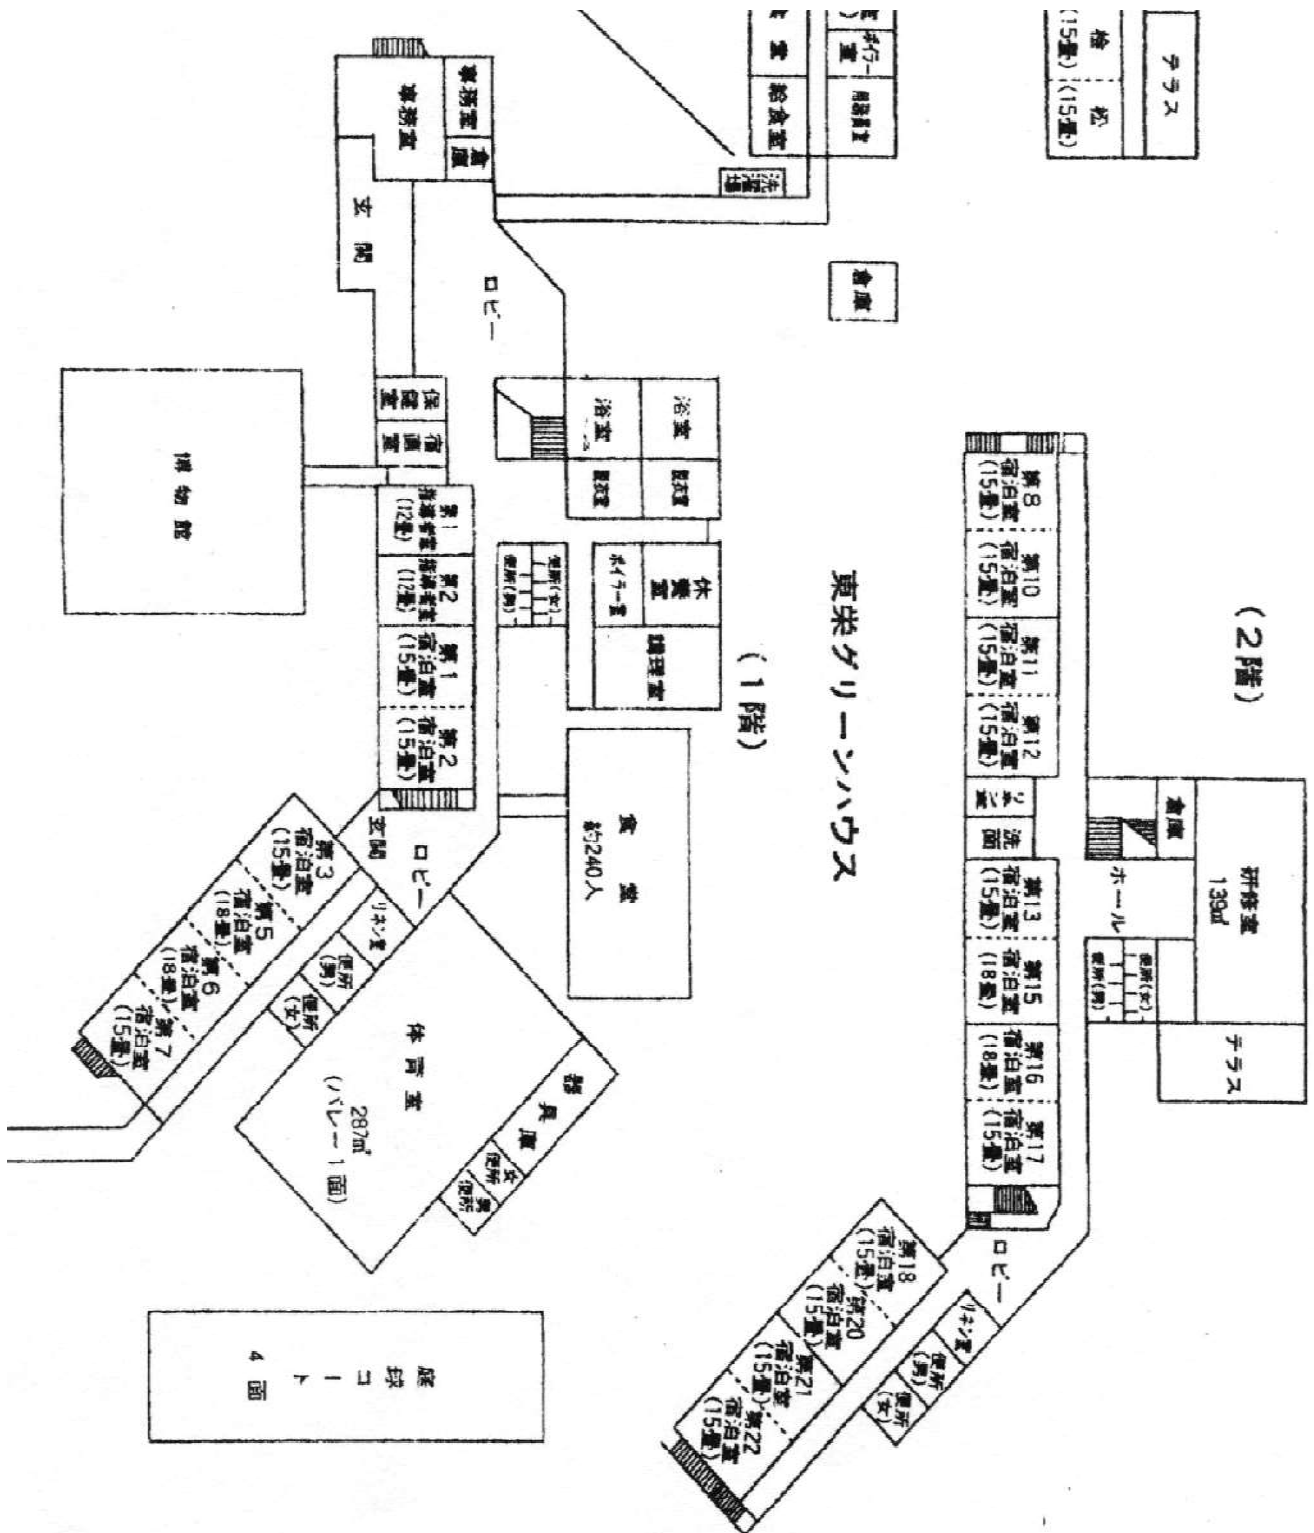 東栄グリーンハウス
(1階)
事務室
事務室
倉庫
玄関
ロビー
保健室
宿直室
浴室
浴室
脱衣室
脱衣室
博物館
第1
指導者室
(12畳)
第2
指導者室
(12畳)
第1
宿泊室
(15畳)
第2
宿泊室
(15畳)
便所(男)
便所(女)
ボイラー室
休養室
調理室
食堂
約240人
玄関
ロビー
第3
宿泊室
(15畳)
第5
宿泊室
(18畳)
第6
宿泊室
(18畳)
第7
宿泊室
(15畳)
リネン室
便所
(男)
便所
(女)
体育室
287㎡
(バレー1面)
器具庫
女
便所
男
便所
庭球コート
4面
給食室
ボイラー
室
洗濯場
倉庫
桧
(15畳)
松
(15畳)
テラス
(2階)
第8
宿泊室
(15畳)
第10
宿泊室
(15畳)
第11
宿泊室
(15畳)
第12
宿泊室
(15畳)
リネン室
洗面
第13
宿泊室
(15畳)
第15
宿泊室
(18畳)
第16
宿泊室
(18畳)
第17
宿泊室
(15畳)
倉庫
研修室
139㎡
ホール
便所(男)
便所(女)
テラス
ロビー
第18
宿泊室
(15畳)
第20
宿泊室
(15畳)
第21
宿泊室
(15畳)
第22
宿泊室
(15畳)
リネン室
便所
(男)
便所
(女)